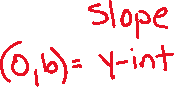 slope
(0,b) = y-int